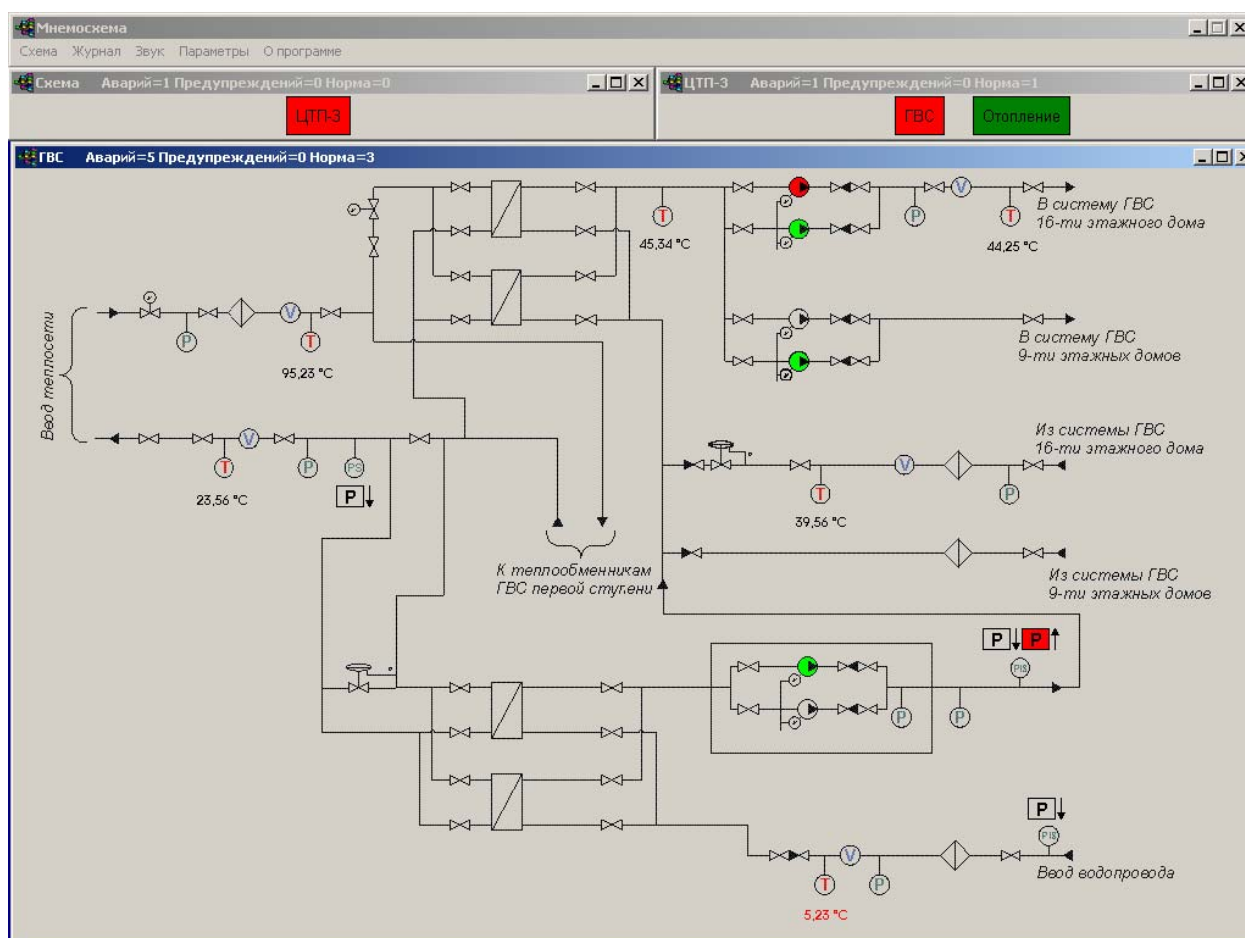 Мнемосхема
Схема Журнал Звук Параметры О программе
Схема Аварий=1 Предупреждений=0 Норма=0
ЦТП-3 Аварий=1 Предупреждений=0 Норма=1
ЦТП-3
ГВС Отопление
ГВС Аварий=5 Предупреждений=0 Норма=3
V
T P T
В систему ГВС
16-ти этажного дома
45,34 °C
44,25 °C
V
P T
В систему ГВС
9-ти этажных домов
95,23 °C
Ввод теплосети
V
T P PS
P
23,56 °C
Из системы ГВС
16-ти этажного дома
V
T P
39,56 °C
К теплообменникам
ГВС первой ступени
Из системы ГВС
9-ти этажных домов
P P
PIS
P P
P
PIS
V
T P
Ввод водопровода
5,23 °C